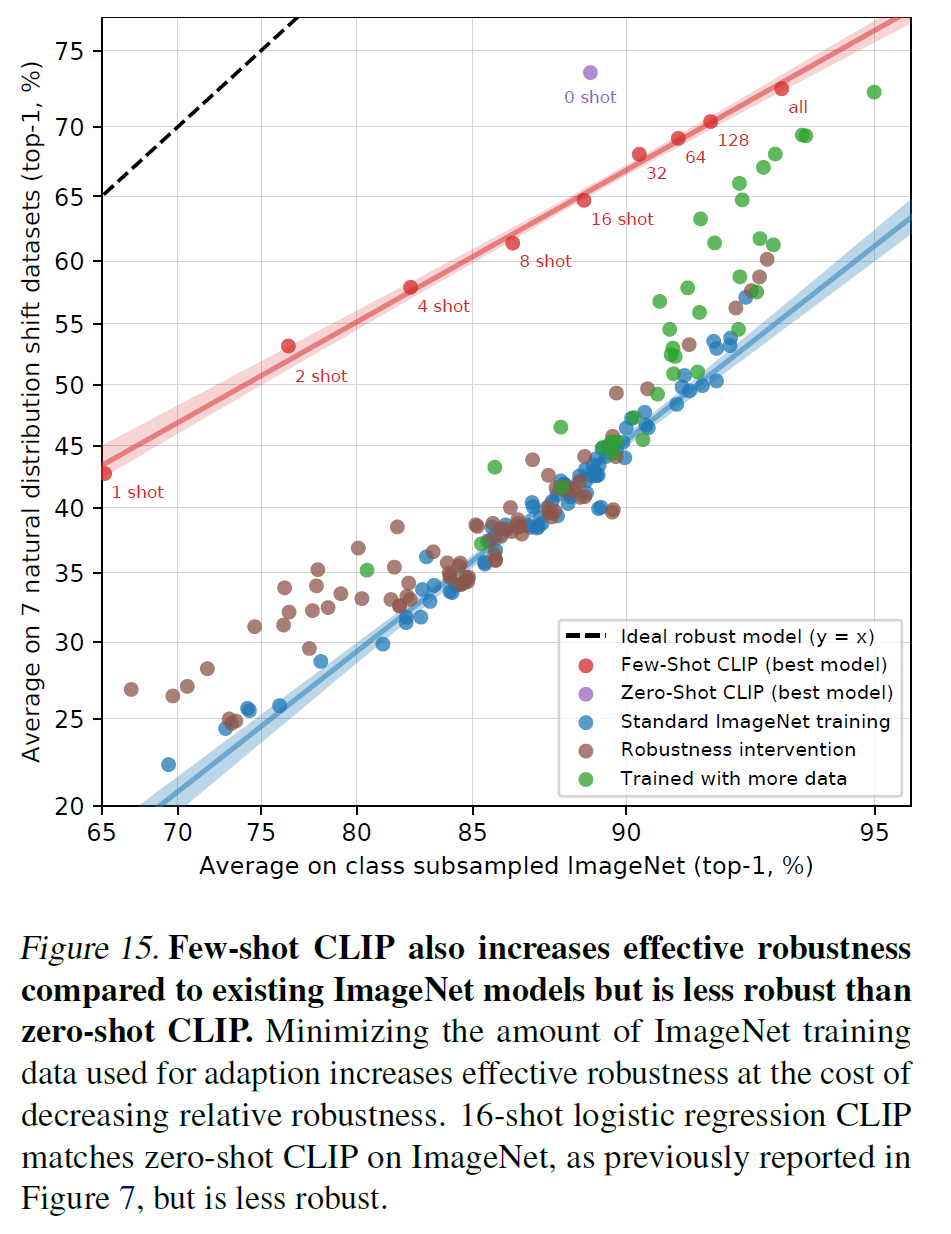 Average on 7 natural distribution shift datasets (top-1, %)
75
70
65
60
55
50
45
40
35
30
25
20
0 shot
all
128
64
32
16 shot
8 shot
4 shot
2 shot
1 shot
Ideal robust model (y = x)
Few-Shot CLIP (best model)
Zero-Shot CLIP (best model)
Standard ImageNet training
Robustness intervention
Trained with more data
65 70 75 80 85 90 95
Average on class subsampled ImageNet (top-1, %)
Figure 15. Few-shot CLIP also increases effective robustness
compared to existing ImageNet models but is less robust than
zero-shot CLIP. Minimizing the amount of ImageNet training
data used for adaption increases effective robustness at the cost of
decreasing relative robustness. 16-shot logistic regression CLIP
matches zero-shot CLIP on ImageNet, as previously reported in
Figure 7, but is less robust.